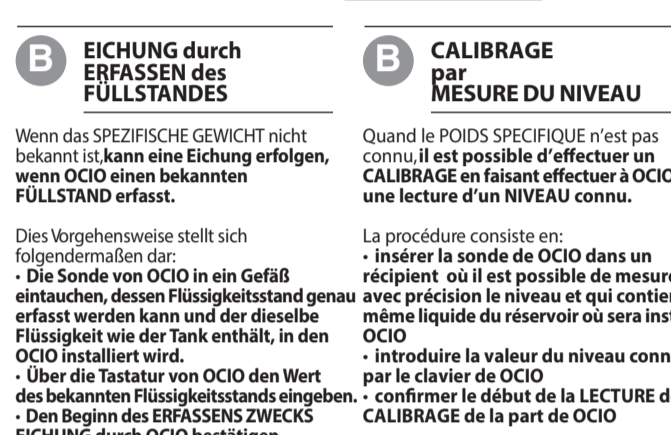 B
EICHUNG durch
ERFASSEN des
FÜLLSTANDES
Wenn das SPEZIFISCHE GEWICHT nicht
bekannt ist,kann eine Eichung erfolgen,
wenn OCIO einen bekannten
FÜLLSTAND erfasst.
Dies Vorgehensweise stellt sich
folgendermaßen dar:
• Die Sonde von OCIO in ein Gefäß
eintauchen, dessen Flüssigkeitsstand genau
erfasst werden kann und der dieselbe
Flüssigkeit wie der Tank enthält, in den
OCIO installiert wird.
• Über die Tastatur von OCIO den Wert
des bekannten Flüssigkeitsstands eingeben.
• Den Beginn des ERFASSENS ZWECKS
EICHUNG durch OCIO bestätigen
B
CALIBRAGE
par
MESURE DU NIVEAU
Quand le POIDS SPECIFIQUE n'est pas
connu,il est possible d'effectuer un
CALIBRAGE en faisant effectuer à OCIO
une lecture d'un NIVEAU connu.
La procédure consiste en:
• insérer la sonde de OCIO dans un
récipient où il est possible de
avec précision le niveau et qui
même liquide du réservoir où sera
OCIO
• introduire la valeur du niveau
par le clavier de OCIO
• confirmer le début de la LECTURE
CALIBRAGE de la part de OCIO